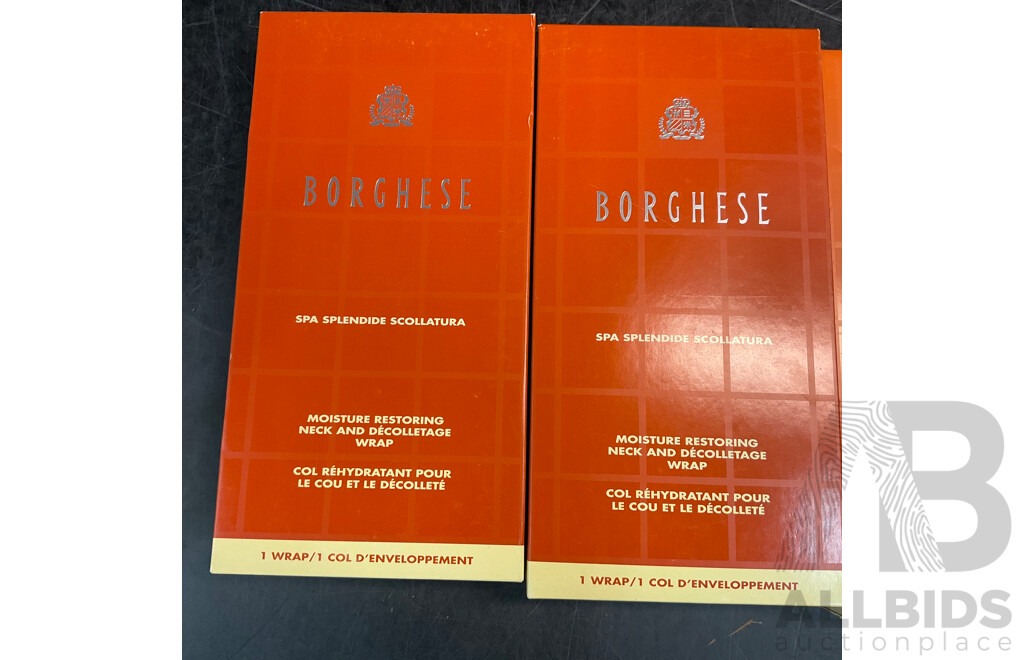 BORGHESE
SPA SPLENDIDE SCOLLATURA
MOISTURE RESTORING
NECK AND DÉCOLLETAGE
WRAP
COL RÉHYDRATANT POUR
LE COU ET LE DÉCOLLETÉ
1 WRAP/1 COL D'ENVELOPPEMENT
BORGHESE
SPA SPLENDIDE SCOLLATURA
MOISTURE RESTORING
NECK AND DÉCOLLETAGE
WRAP
COL RÉHYDRATANT POUR
LE COU ET LE DÉCOLLETÉ
1 WRAP/1 COL D'ENVELOPPEMENT
AB
ALLBIDS
auctionplace